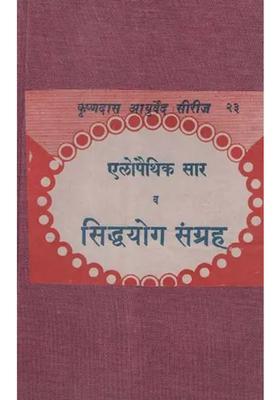 कृष्णदास आयुर्वेद सीरीज २३
एलोपैथिक सार
व
सिद्धयोग संग्रह